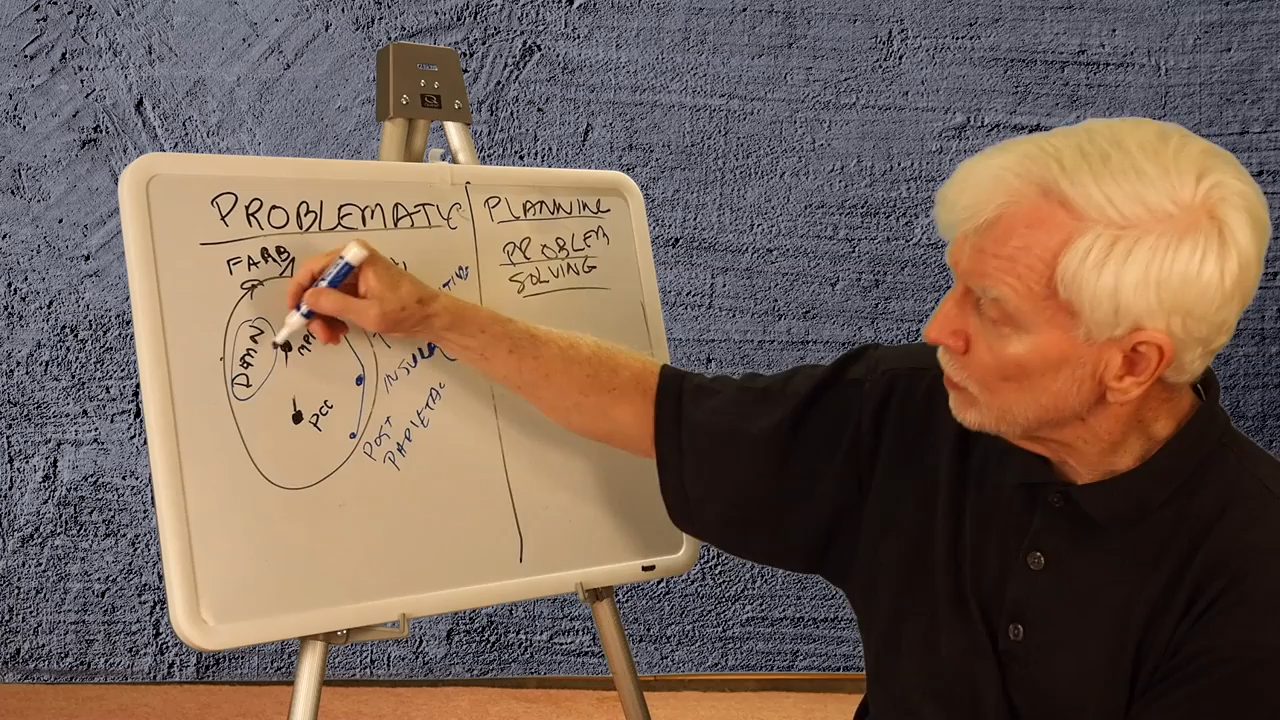 PROBLEMATIC
PLANNING
PROBLEM
SOLVING
FARB
DMN
PCC
INSULA
POST
PARIETAL